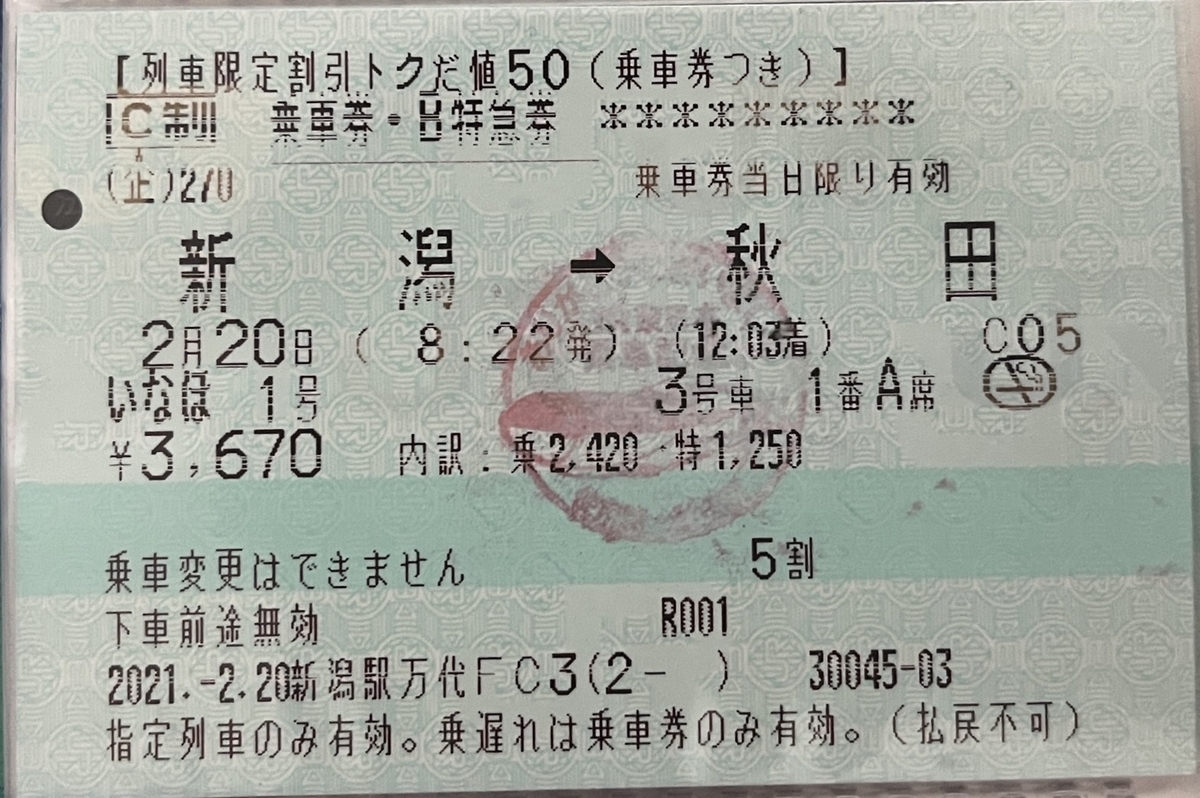 [列車限定割引トクだ値50(乗車券つき)]
IC 乗車券・B特急券 **********
(企)270 乗車券当日限り有効
新潟 ➡ 秋田
2月20日 ( 8:22発) (12:03着) C05
いなほ 1号 3号車 1番A席
¥3,670 内訳:乗2,420・特1,250
乗車変更はできません 5割
下車前途無効 R001
2021.-2.20新潟駅万代FC3(2- ) 30045-03
指定列車のみ有効。乗遅れは乗車券のみ有効。(払戻不可)